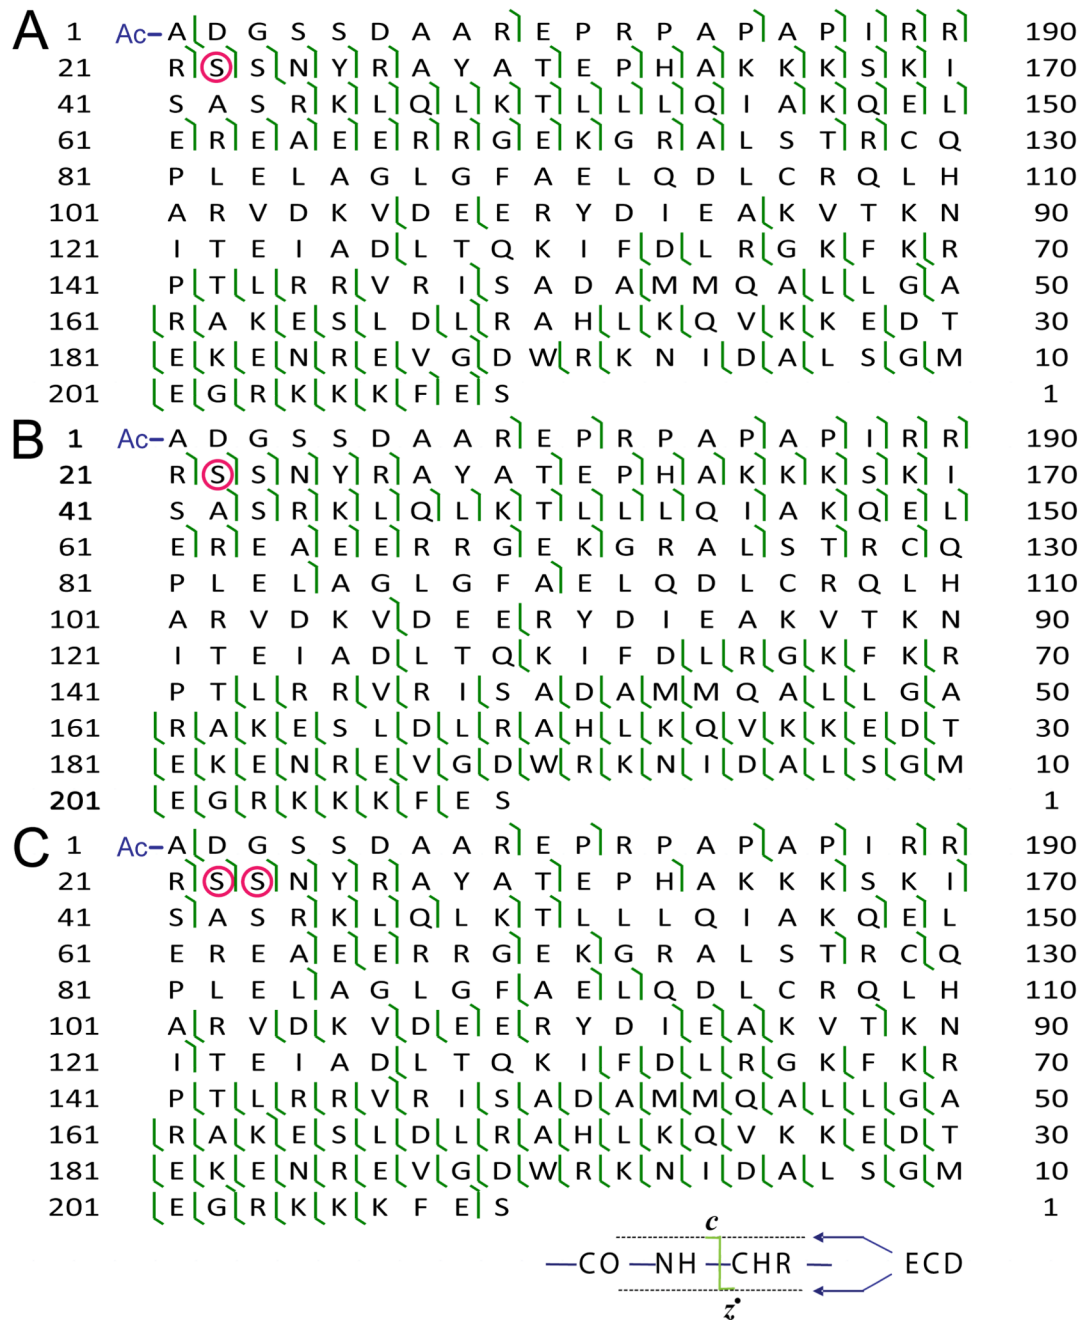 A 1 Ac-A D G S S D A A R E P R P A P A P I R R 190
21 R S S N Y R A Y A T E P H A K K K S K I 170
41 S A S R K L Q L K T L L L Q I A K Q E L 150
61 E R E A E E R R G E K G R A L S T R C Q 130
81 P L E L A G L G F A E L Q D L C R Q L H 110
101 A R V D K V D E E R Y D I E A K V T K N 90
121 I T E I A D L T Q K I F D L R G K F K R 70
141 P T L R R V R I S A D A M M Q A L L G A 50
161 R A K E S L D L R A H L K Q V K K E D T 30
181 E K E N R E V G D W R K N I D A L S G M 10
201 E G R K K K F E S 1
B 1 Ac-A D G S S D A A R E P R P A P A P I R R 190
21 R S S N Y R A Y A T E P H A K K K S K I 170
41 S A S R K L Q L K T L L L Q I A K Q E L 150
61 E R E A E E R R G E K G R A L S T R C Q 130
81 P L E L A G L G F A E L Q D L C R Q L H 110
101 A R V D K V D E E R Y D I E A K V T K N 90
121 I T E I A D L T Q K I F D L R G K F K R 70
141 P T L R R V R I S A D A M M Q A L L G A 50
161 R A K E S L D L R A H L K Q V K K E D T 30
181 E K E N R E V G D W R K N I D A L S G M 10
201 E G R K K K F E S 1
C 1 Ac-A D G S S D A A R E P R P A P A P I R R 190
21 R S S N Y R A Y A T E P H A K K K S K I 170
41 S A S R K L Q L K T L L L Q I A K Q E L 150
61 E R E A E E R R G E K G R A L S T R C Q 130
81 P L E L A G L G F A E L Q D L C R Q L H 110
101 A R V D K V D E E R Y D I E A K V T K N 90
121 I T E I A D L T Q K I F D L R G K F K R 70
141 P T L R R V R I S A D A M M Q A L L G A 50
161 R A K E S L D L R A H L K Q V K K E D T 30
181 E K E N R E V G D W R K N I D A L S G M 10
201 E G R K K K F E S 1
c
—CO —NH —CHR — ECD
z•